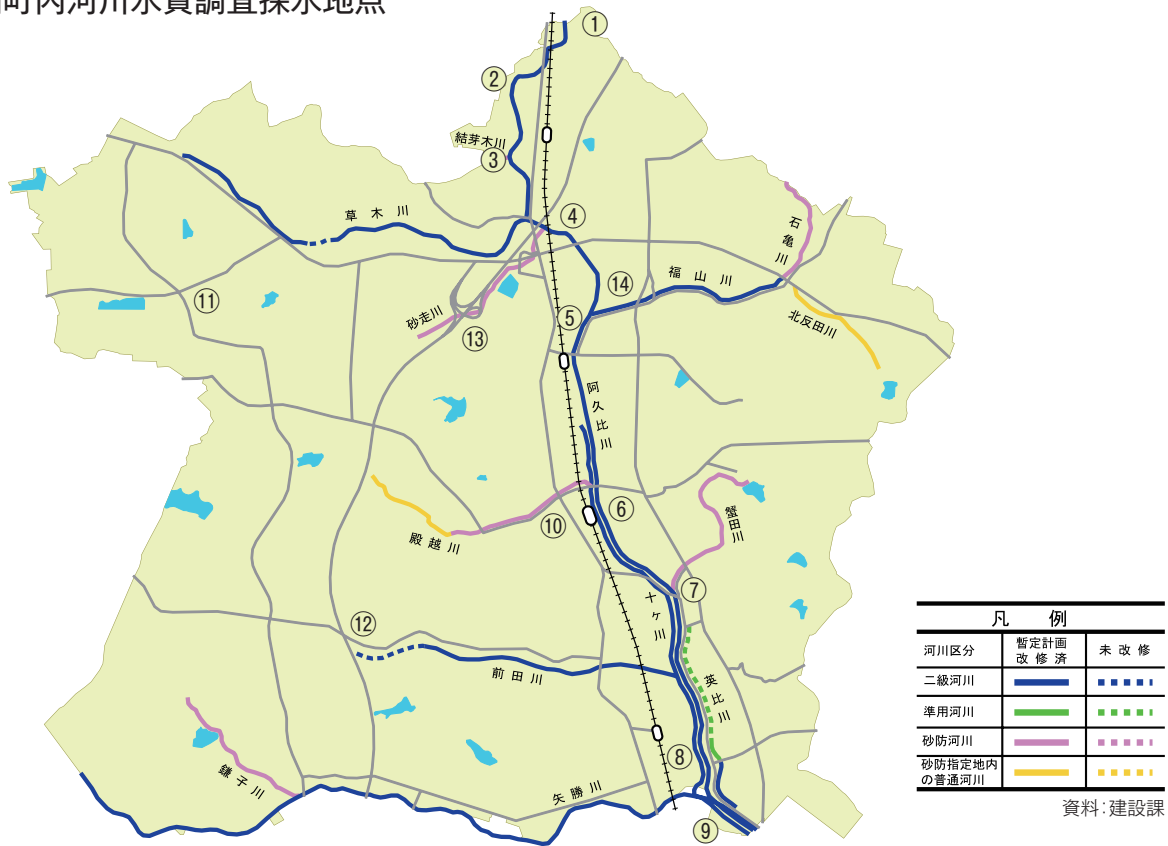 町内河川水質調査採水地点
①
②
結芽木川
③
草木川
④
石亀川
⑪
砂走川
⑬
⑤
⑭
福山川
北反田川
阿久比川
殿越川
⑩
⑥
蟹田川
⑦
十ヶ川
⑫
前田川
英比川
鎌子川
矢勝川
⑧
⑨
凡例
河川区分
暫定計画
改修済
未改修
二級河川
準用河川
砂防河川
砂防指定地内
の普通河川
資料:建設課